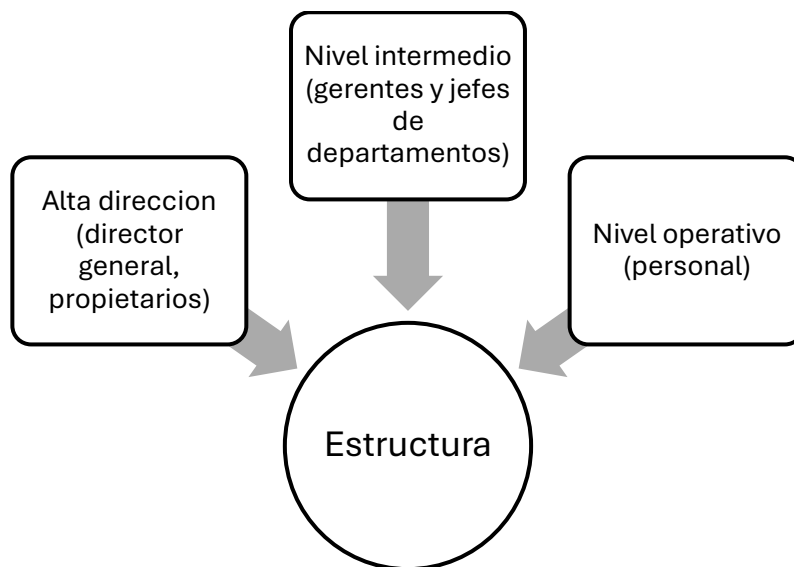 Nivel intermedio
(gerentes y jefes
de
departamentos)
Alta direccion
(director
general,
propietarios)
Nivel operativo
(personal)
Estructura